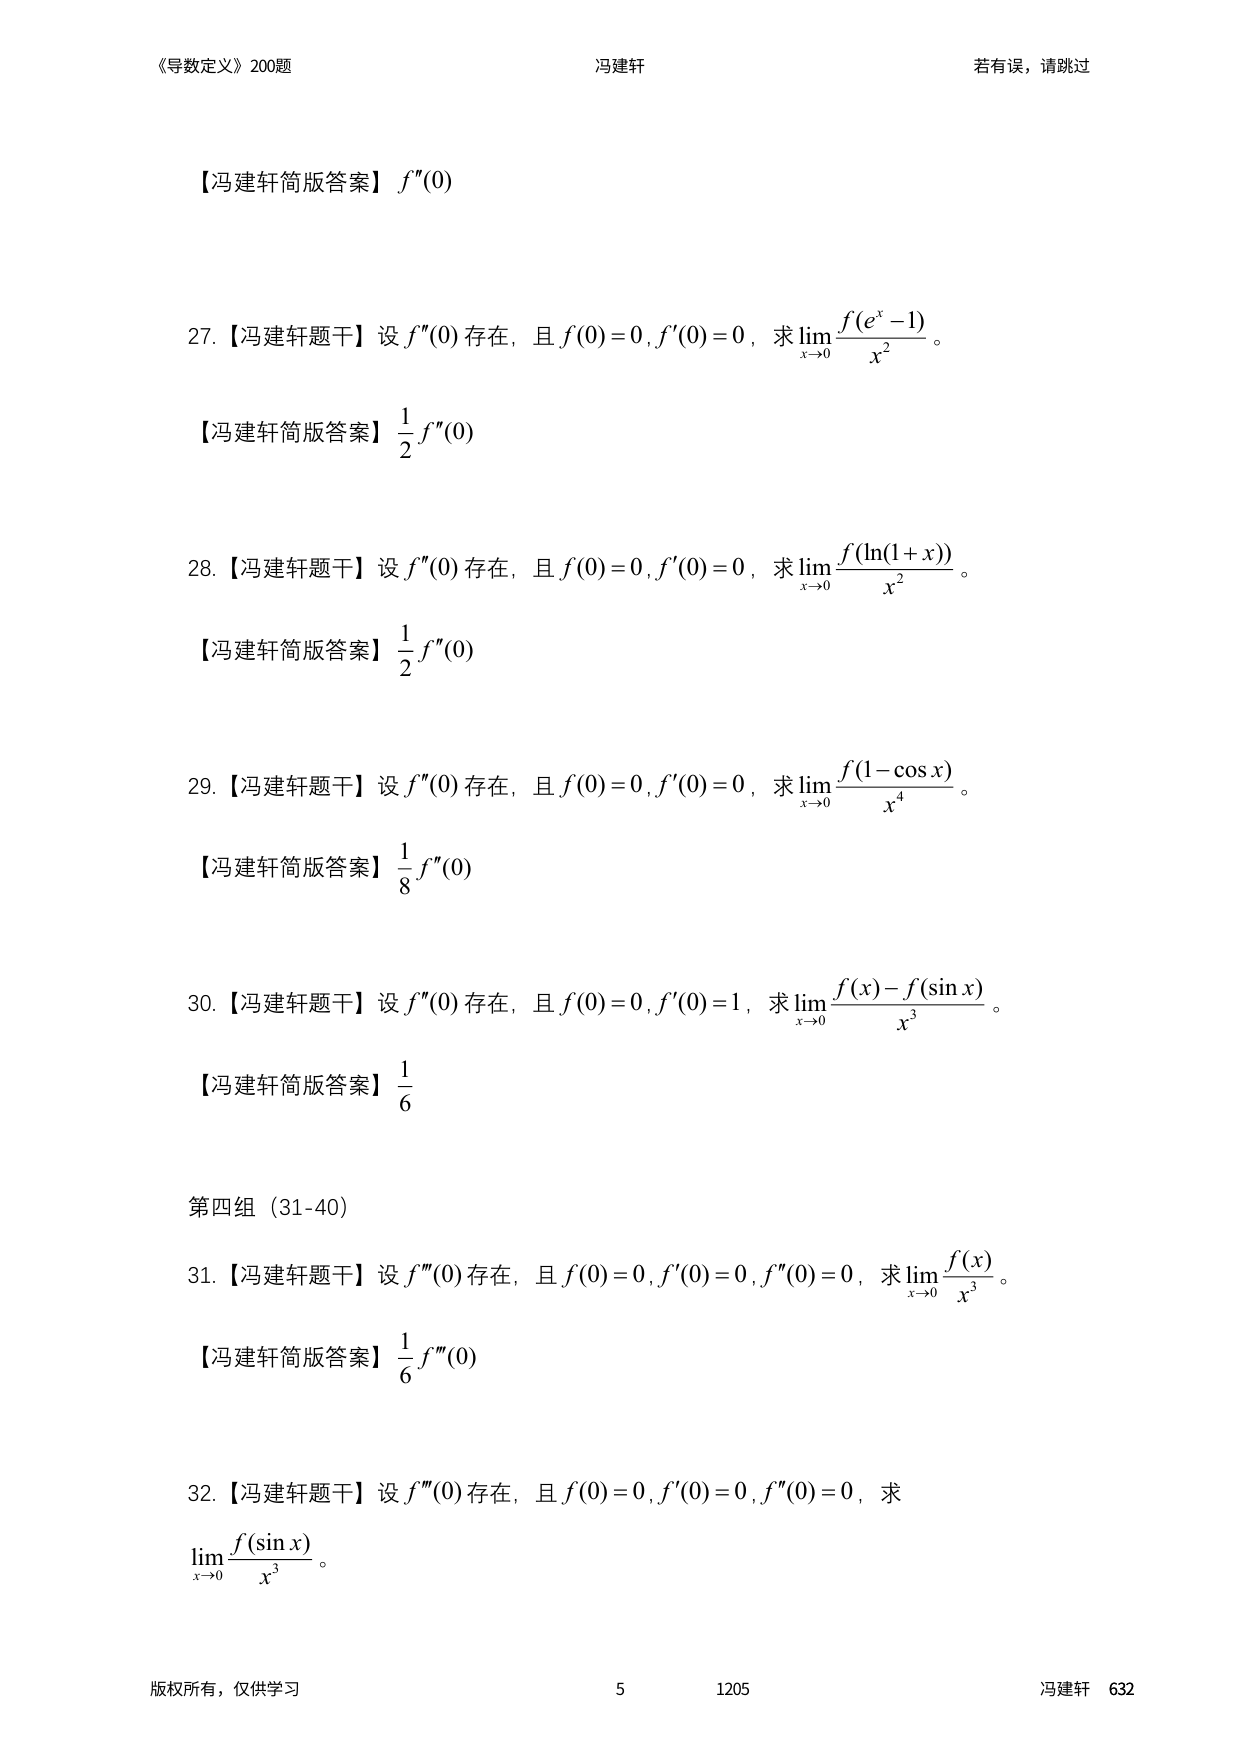 《导数定义》200题 冯建轩 若有误，请跳过
【冯建轩简版答案】 f″(0)
27.【冯建轩题干】设 f″(0) 存在，且 f(0)=0, f′(0)=0， 求 lim_{x→0} \frac{f(e^x−1)}{x^2} 。
【冯建轩简版答案】 \frac{1}{2} f″(0)
28.【冯建轩题干】设 f″(0) 存在，且 f(0)=0, f′(0)=0， 求 lim_{x→0} \frac{f(ln(1+x))}{x^2} 。
【冯建轩简版答案】 \frac{1}{2} f″(0)
29.【冯建轩题干】设 f″(0) 存在，且 f(0)=0, f′(0)=0， 求 lim_{x→0} \frac{f(1−cos x)}{x^4} 。
【冯建轩简版答案】 \frac{1}{8} f″(0)
30.【冯建轩题干】设 f″(0) 存在，且 f(0)=0, f′(0)=1， 求 lim_{x→0} \frac{f(x)−f(sin x)}{x^3} 。
【冯建轩简版答案】 \frac{1}{6}
第四组（31-40）
31.【冯建轩题干】设 f‴(0) 存在，且 f(0)=0, f′(0)=0, f″(0)=0， 求 lim_{x→0} \frac{f(x)}{x^3} 。
【冯建轩简版答案】 \frac{1}{6} f‴(0)
32.【冯建轩题干】设 f‴(0) 存在，且 f(0)=0, f′(0)=0, f″(0)=0， 求
lim_{x→0} \frac{f(sin x)}{x^3} 。
版权所有，仅供学习 5 1205 冯建轩 632